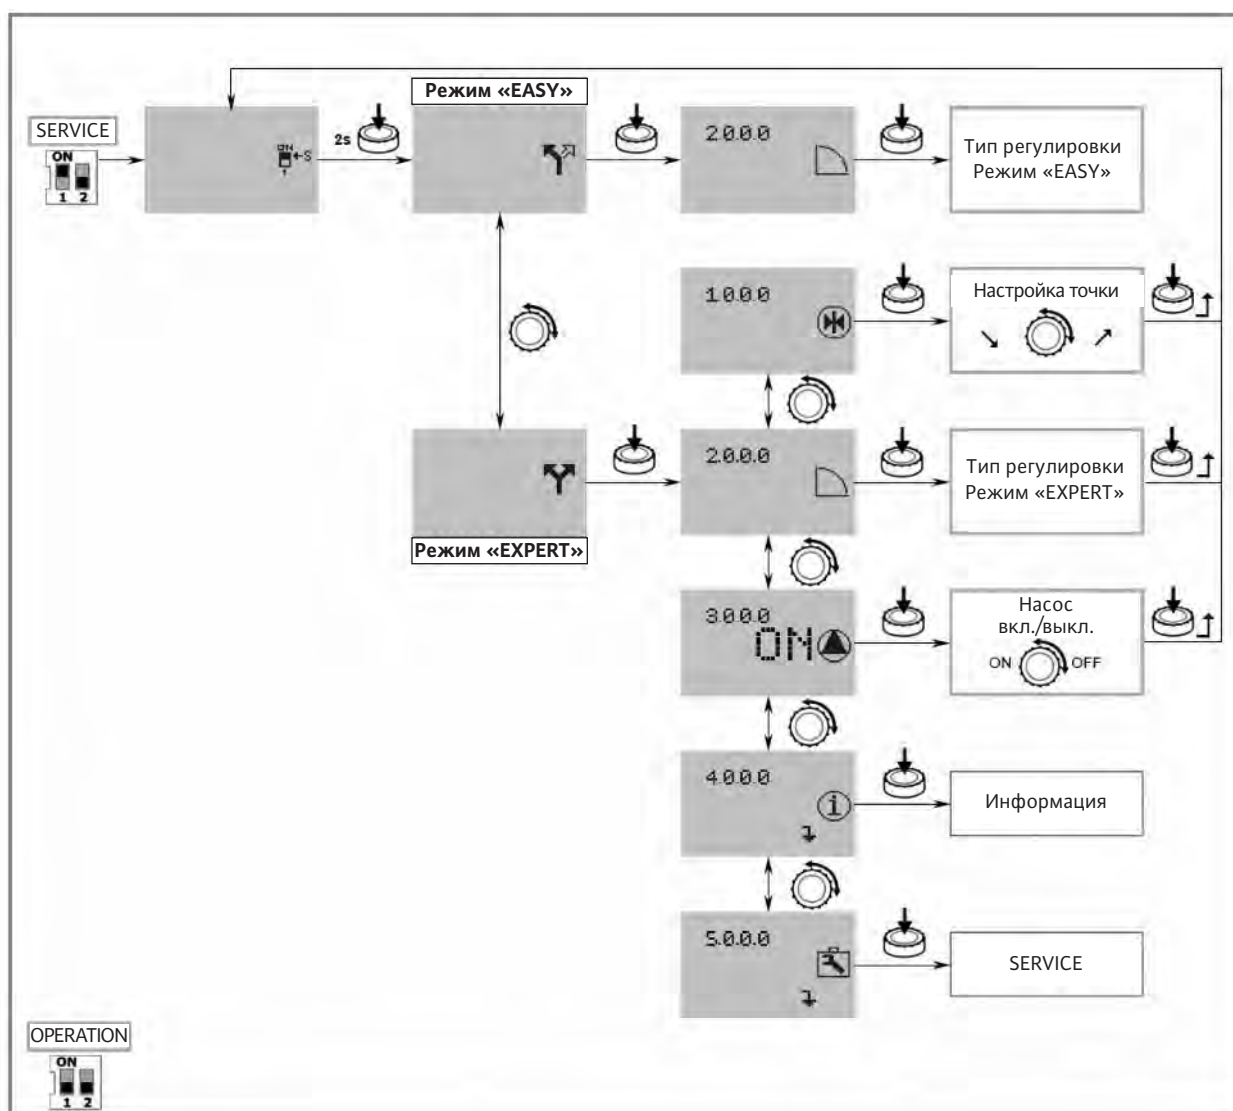 Режим «EASY»
SERVICE
ON
1 2
ON
←S
1
2s
2.0.0.0
Тип регулировки
Режим «EASY»
1.0.0.0
Настройка точки
Режим «EXPERT»
2.0.0.0
Тип регулировки
Режим «EXPERT»
3.0.0.0
ON
Насос
вкл./выкл.
ON OFF
4.0.0.0
i
Информация
5.0.0.0
SERVICE
OPERATION
ON
1 2